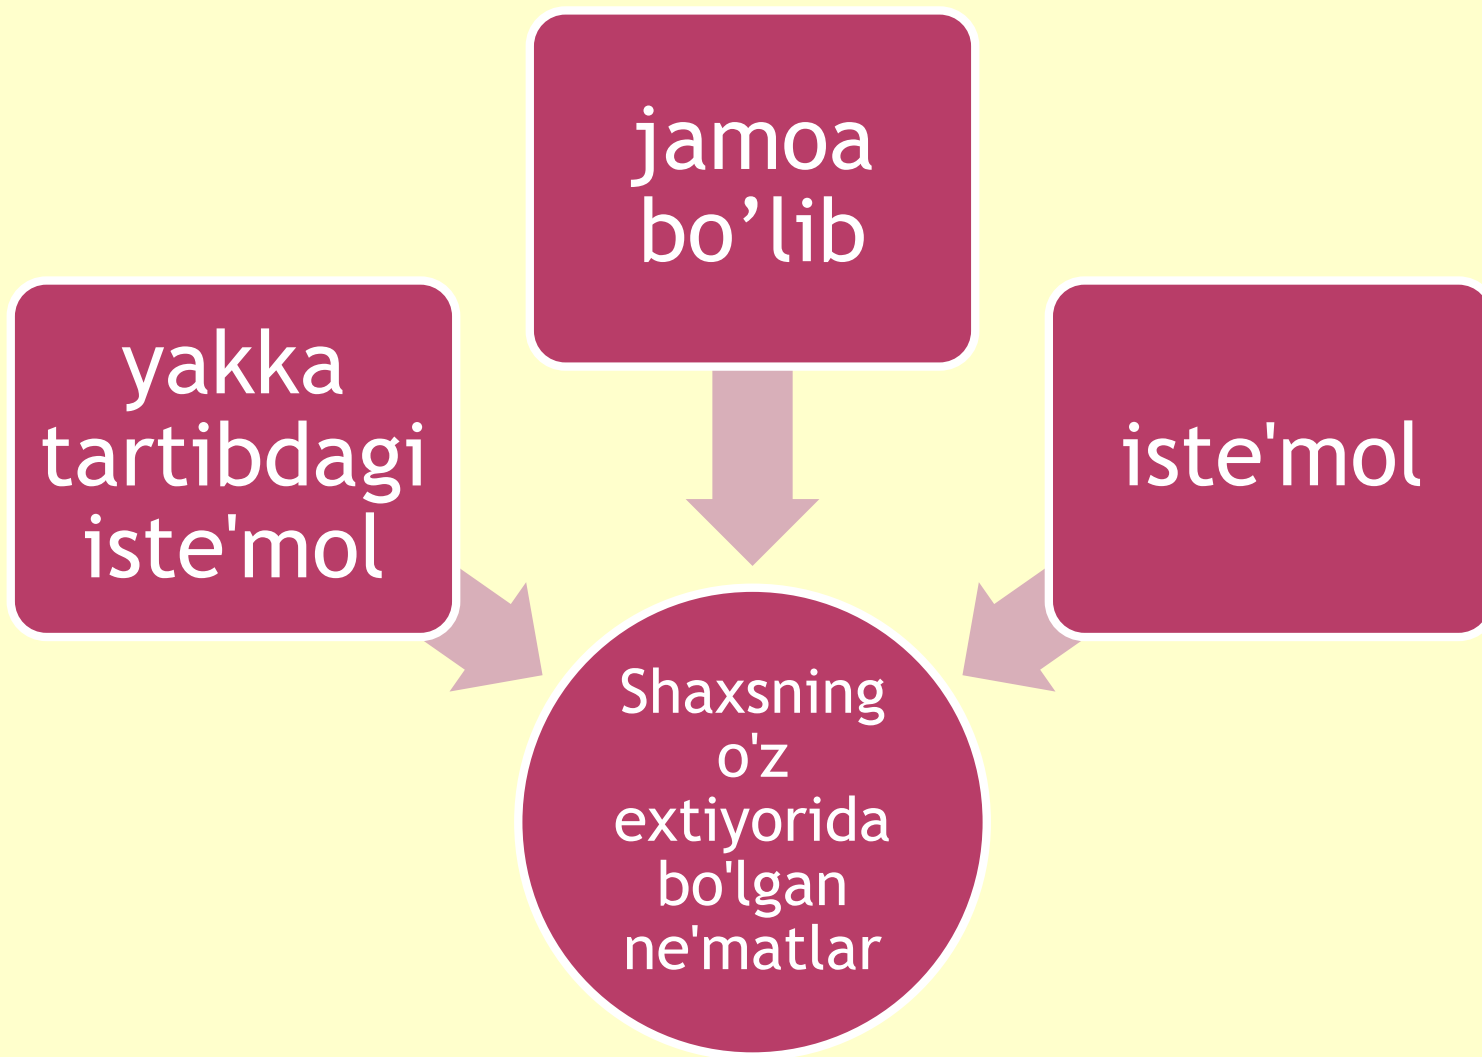 jamoa
bo’lib
yakka
tartibdagi
iste'mol
iste'mol
Shaxsning
o'z
extiyorida
bo'lgan
ne'matlar